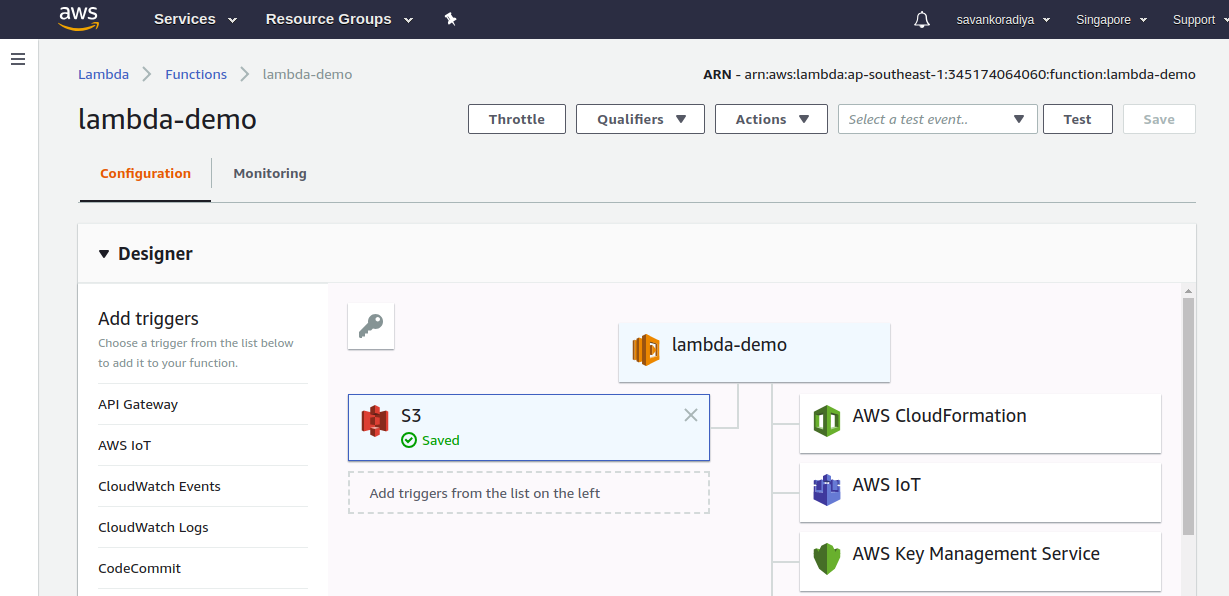 aws Services Resource Groups savankoradiya Singapore Support
Lambda Functions lambda-demo ARN - arn:aws:lambda:ap-southeast-1:345174064060:function:lambda-demo
lambda-demo Throttle Qualifiers Actions Select a test event.. Test Save
Configuration Monitoring
Designer
Add triggers
Choose a trigger from the list below
to add it to your function.
API Gateway
AWS IoT
CloudWatch Events
CloudWatch Logs
CodeCommit
lambda-demo
S3
Saved
Add triggers from the list on the left
AWS CloudFormation
AWS IoT
AWS Key Management Service